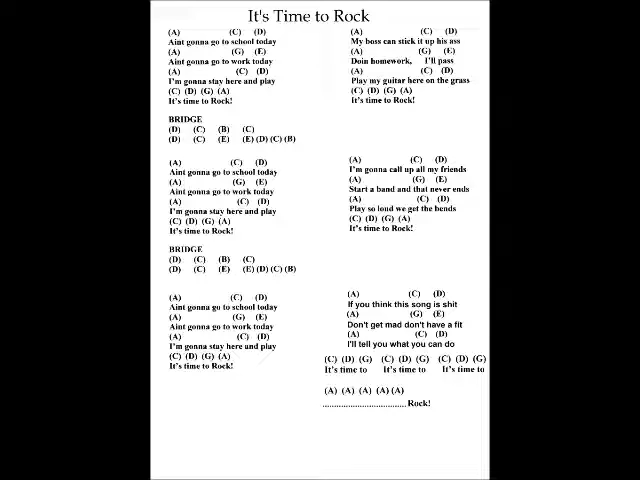 It's Time to Rock
(A) (C) (D)
Aint gonna go to school today
(A) (G) (E)
Aint gonna go to work today
(A) (C) (D)
I'm gonna stay here and play
(C) (D) (G) (A)
It's time to Rock!
BRIDGE
(D) (C) (B) (C)
(D) (C) (E) (E) (D) (C) (B)
(A) (C) (D)
Aint gonna go to school today
(A) (G) (E)
Aint gonna go to work today
(A) (C) (D)
I'm gonna stay here and play
(C) (D) (G) (A)
It's time to Rock!
BRIDGE
(D) (C) (B) (C)
(D) (C) (E) (E) (D) (C) (B)
(A) (C) (D)
Aint gonna go to school today
(A) (G) (E)
Aint gonna go to work today
(A) (C) (D)
I'm gonna stay here and play
(C) (D) (G) (A)
It's time to Rock!
(A) (C) (D)
My boss can stick it up his ass
(A) (G) (E)
Doin homework, I'll pass
(A) (C) (D)
Play my guitar here on the grass
(C) (D) (G) (A)
It's time to Rock!
(A) (C) (D)
I'm gonna call up all my friends
(A) (G) (E)
Start a band and that never ends
(A) (C) (D)
Play so loud we get the bends
(C) (D) (G) (A)
It's time to Rock!
(A) (C) (D)
If you think this song is shit
(A) (G) (E)
Don't get mad don't have a fit
(A) (C) (D)
I'll tell you what you can do
(C) (D) (G) (C) (D) (G) (C) (D) (G)
It's time to It's time to It's time to
(A) (A) (A) (A) (A)
..................................... Rock!